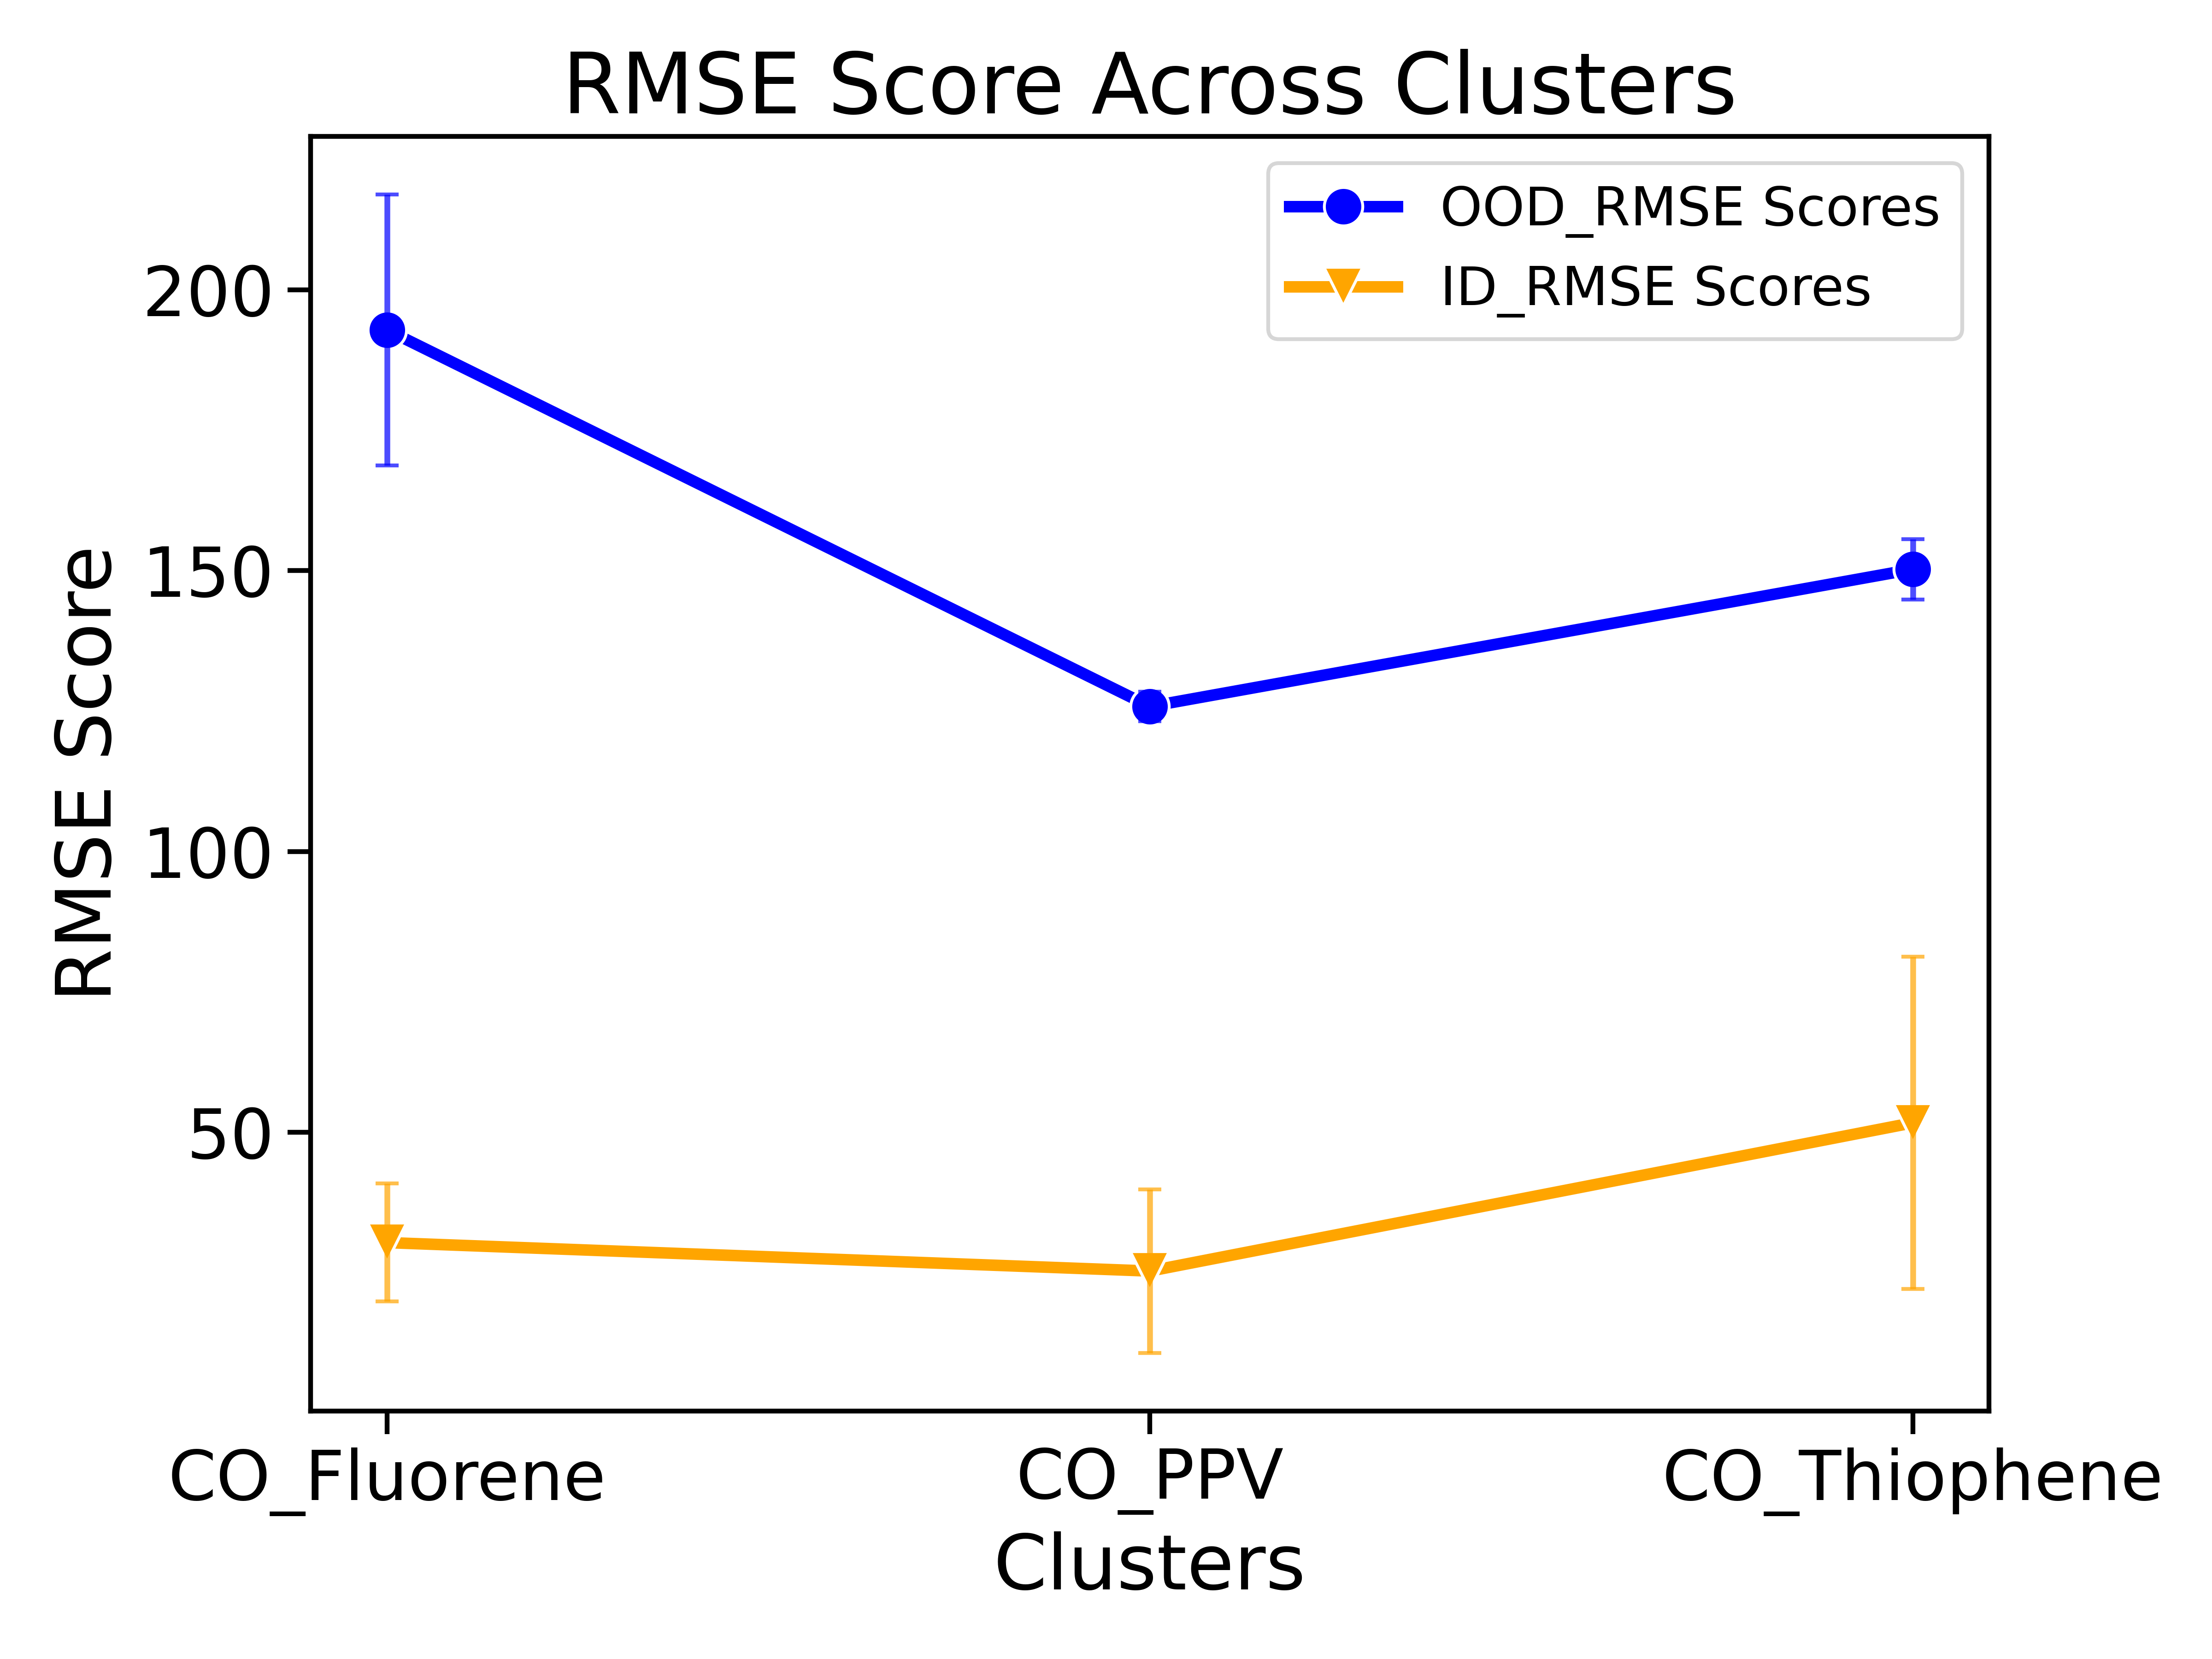 RMSE Score Across Clusters
OOD_RMSE Scores
ID_RMSE Scores
RMSE Score
200
150
100
50
CO_Fluorene
CO_PPV
CO_Thiophene
Clusters